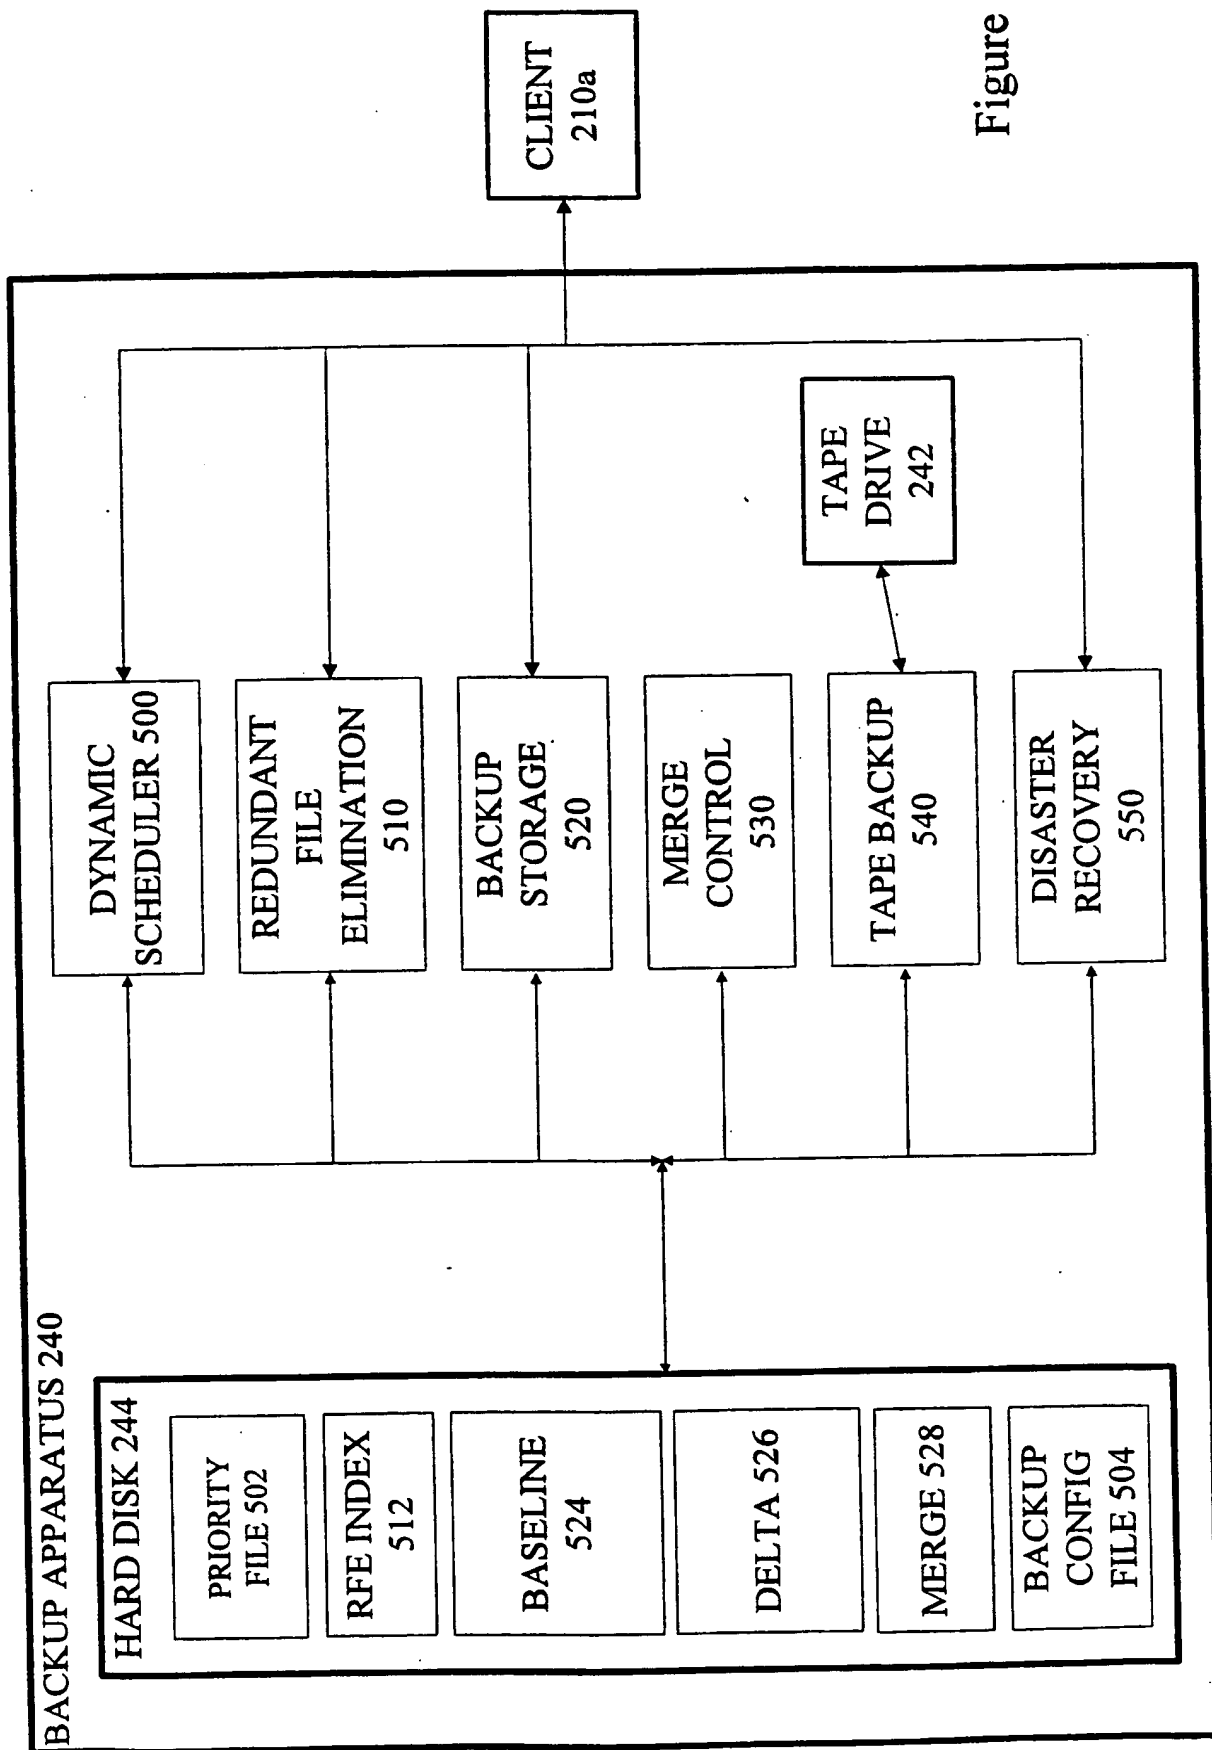 BACKUP APPARATUS 240
HARD DISK 244
PRIORITY
FILE 502
RFE INDEX
512
BASELINE
524
DELTA 526
MERGE 528
BACKUP
CONFIG
FILE 504
DYNAMIC
SCHEDULER 500
REDUNDANT
FILE
ELIMINATION
510
BACKUP
STORAGE
520
MERGE
CONTROL
530
TAPE BACKUP
540
DISASTER
RECOVERY
550
TAPE
DRIVE
242
CLIENT
210a
Figure